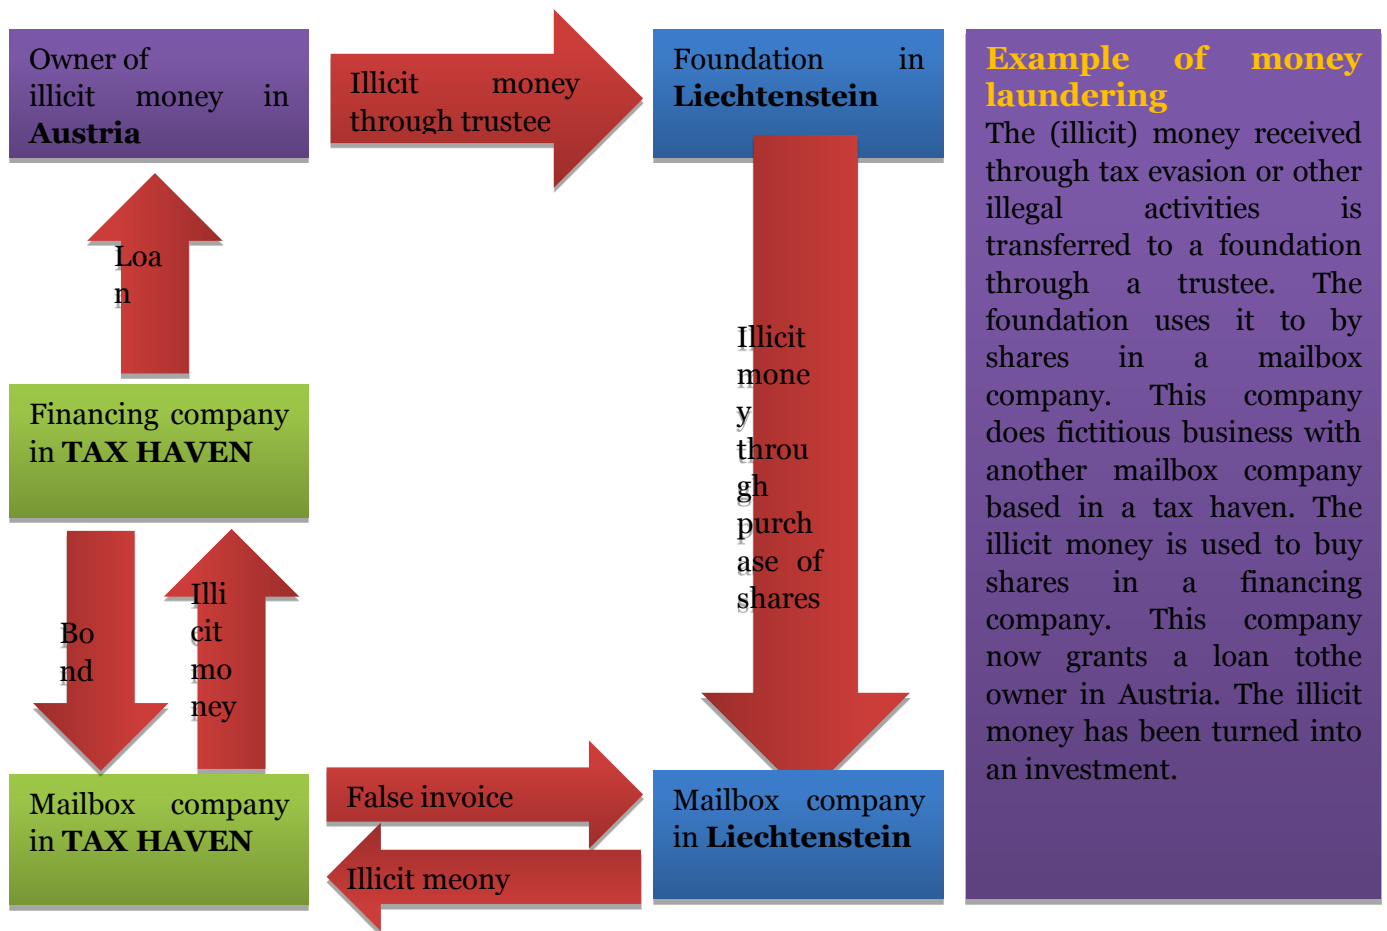 Owner of
illicit money in
Austria
Illicit money
through trustee
Foundation in
Liechtenstein
Example of money
laundering
The (illicit) money received
through tax evasion or other
illegal activities is
transferred to a foundation
through a trustee. The
foundation uses it to by
shares in a mailbox
company. This company
does fictitious business with
another mailbox company
based in a tax haven. The
illicit money is used to buy
shares in a financing
company. This company
now grants a loan tothe
owner in Austria. The illicit
money has been turned into
an investment.
Loa
n
Illicit
mone
y
throu
gh
purch
ase of
shares
Financing company
in TAX HAVEN
Bo
nd
Illi
cit
mo
ney
Mailbox company
in TAX HAVEN
False invoice
Illicit meony
Mailbox company
in Liechtenstein